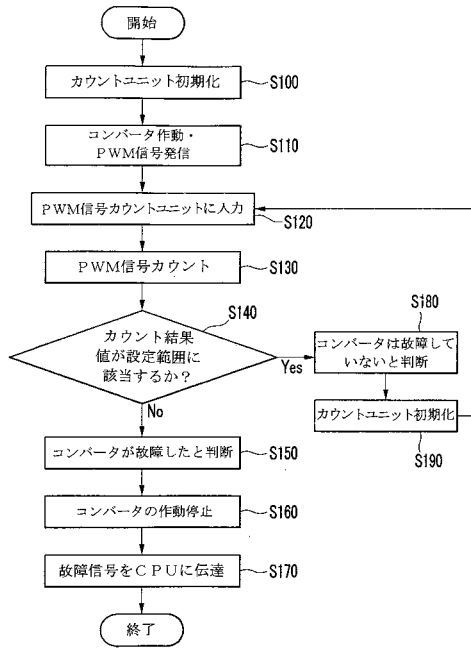 開始
カウントユニット初期化
S100
コンバータ作動・
PWM信号発信
S110
PWM信号カウントユニットに入力
S120
PWM信号カウント
S130
カウント結果
値が設定範囲に
該当するか？
S140
Yes
No
S180
コンバータは故障して
いないと判断
カウントユニット初期化
S190
コンバータが故障したと判断
S150
コンバータの作動停止
S160
故障信号をCPUに伝達
S170
終了